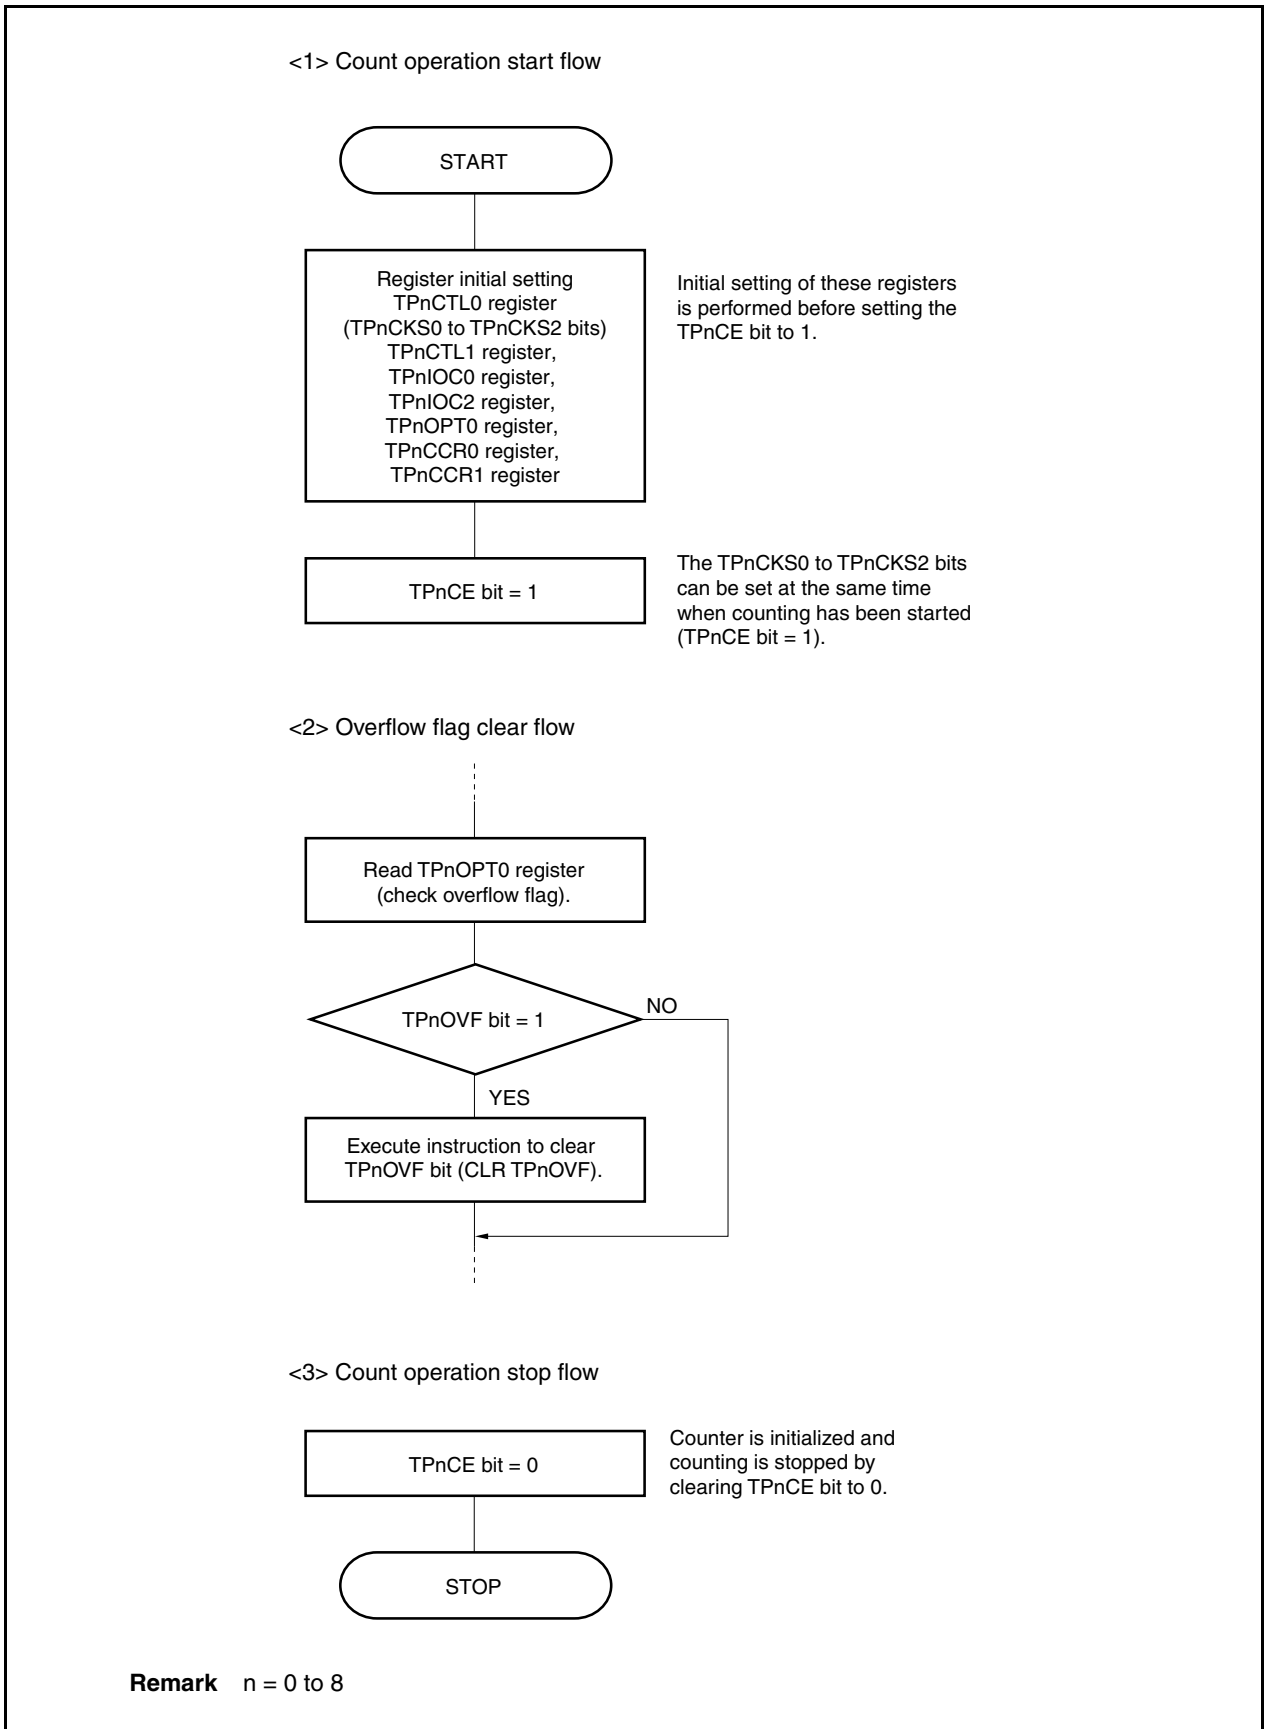 <1> Count operation start flow
START
Register initial setting
TPnCTL0 register
(TPnCKS0 to TPnCKS2 bits)
TPnCTL1 register,
TPnIOC0 register,
TPnIOC2 register,
TPnOPT0 register,
TPnCCR0 register,
TPnCCR1 register
Initial setting of these registers
is performed before setting the
TPnCE bit to 1.
TPnCE bit = 1
The TPnCKS0 to TPnCKS2 bits
can be set at the same time
when counting has been started
(TPnCE bit = 1).
<2> Overflow flag clear flow
Read TPnOPT0 register
(check overflow flag).
TPnOVF bit = 1
NO
YES
Execute instruction to clear
TPnOVF bit (CLR TPnOVF).
<3> Count operation stop flow
TPnCE bit = 0
Counter is initialized and
counting is stopped by
clearing TPnCE bit to 0.
STOP
Remark n = 0 to 8